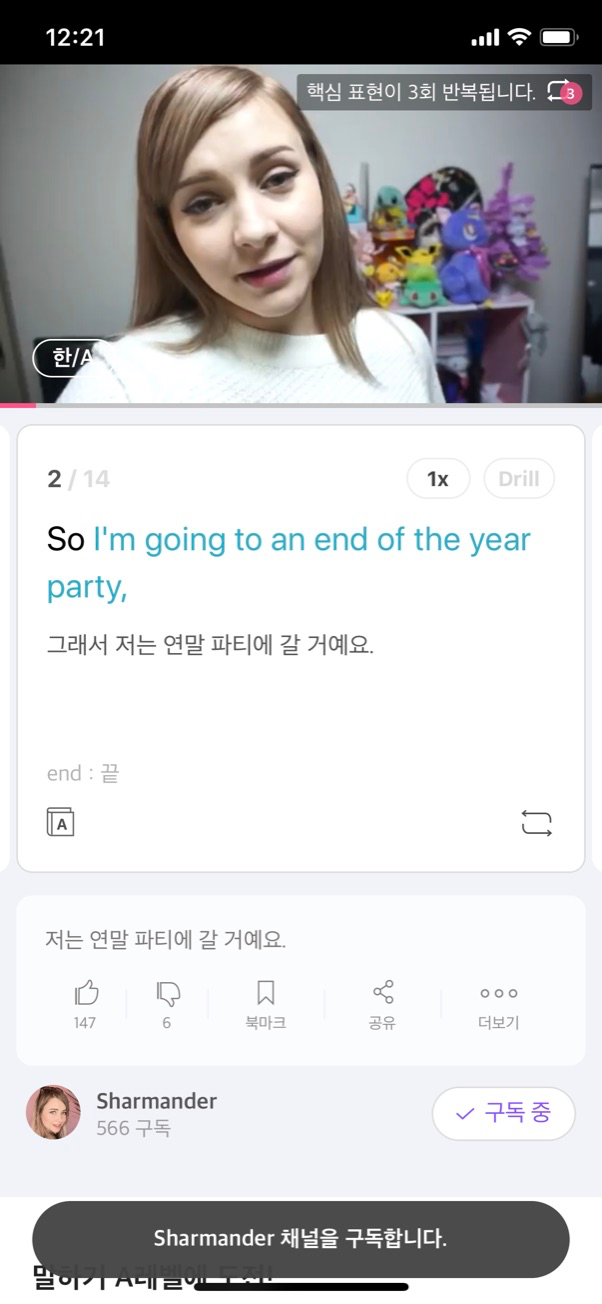 12:21
핵심 표현이 3회 반복됩니다. 3
한/A
2 / 14
1x
Drill
So I'm going to an end of the year
party,
그래서 저는 연말 파티에 갈 거예요.
end : 끝
A
저는 연말 파티에 갈 거예요.
147
6
북마크
공유
더보기
Sharmander
566 구독
구독 중
Sharmander 채널을 구독합니다.
말하기 A레벨에 도전!